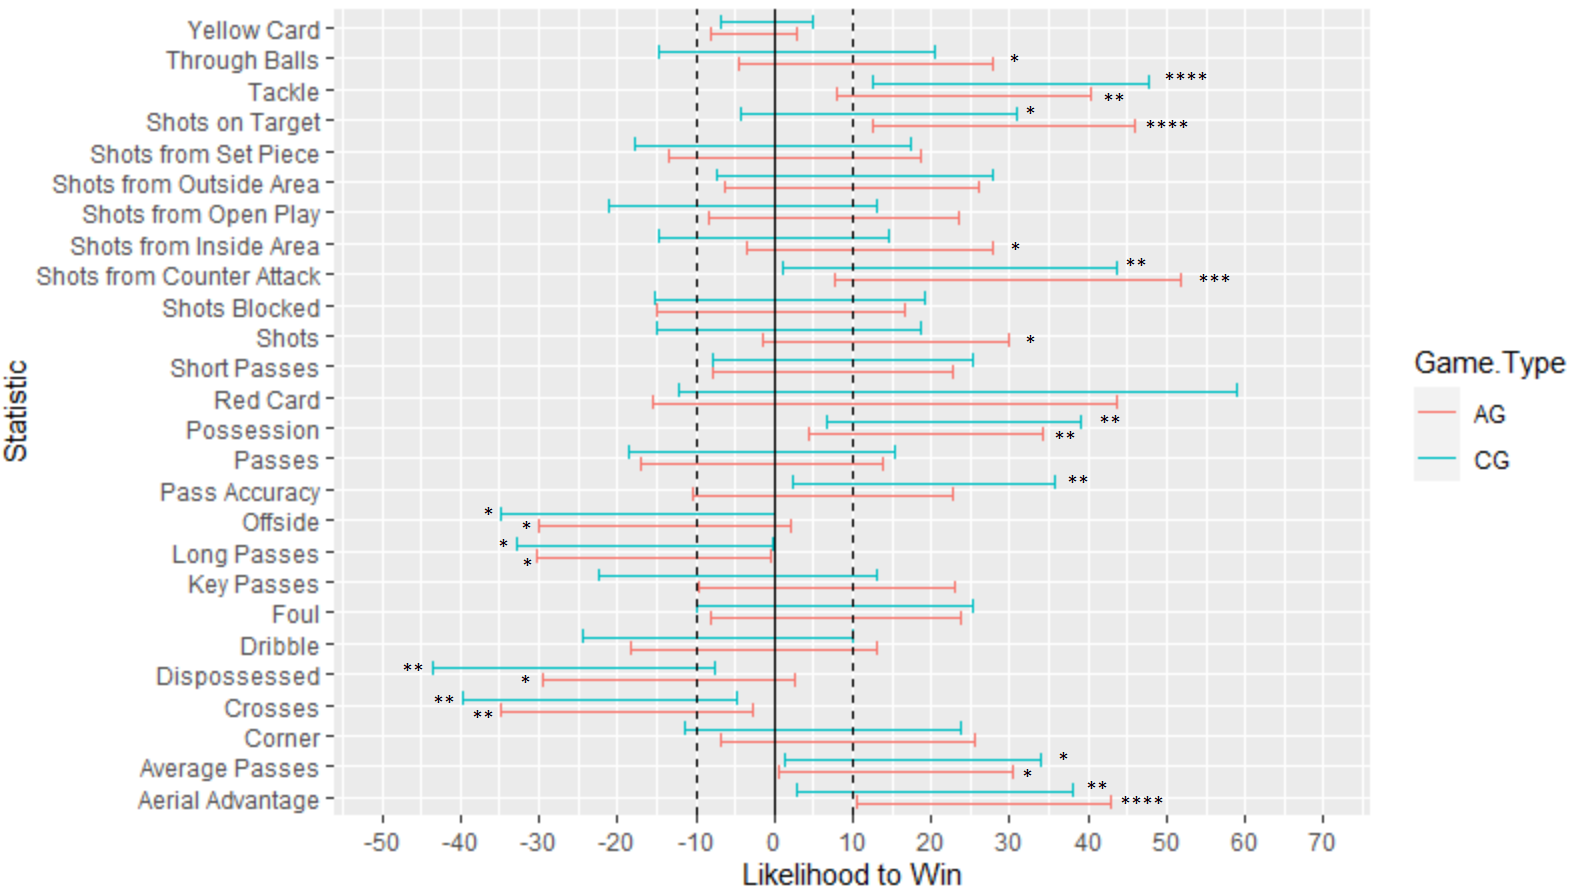 Yellow Card
Through Balls
*
****
Tackle
**
Shots on Target
*
****
Shots from Set Piece
Shots from Outside Area
Shots from Open Play
Shots from Inside Area
*
**
Shots from Counter Attack
***
Shots Blocked
Shots
*
Short Passes
Red Card
**
Possession
**
Passes
Pass Accuracy
**
*
Offside
*
*
Long Passes
*
Key Passes
Foul
Dribble
**
Dispossessed
*
**
Crosses
**
Corner
*
Average Passes
*
**
Aerial Advantage
****
-50 -40 -30 -20 -10 0 10 20 30 40 50 60 70
Likelihood to Win
Statistic
Game.Type
AG
CG